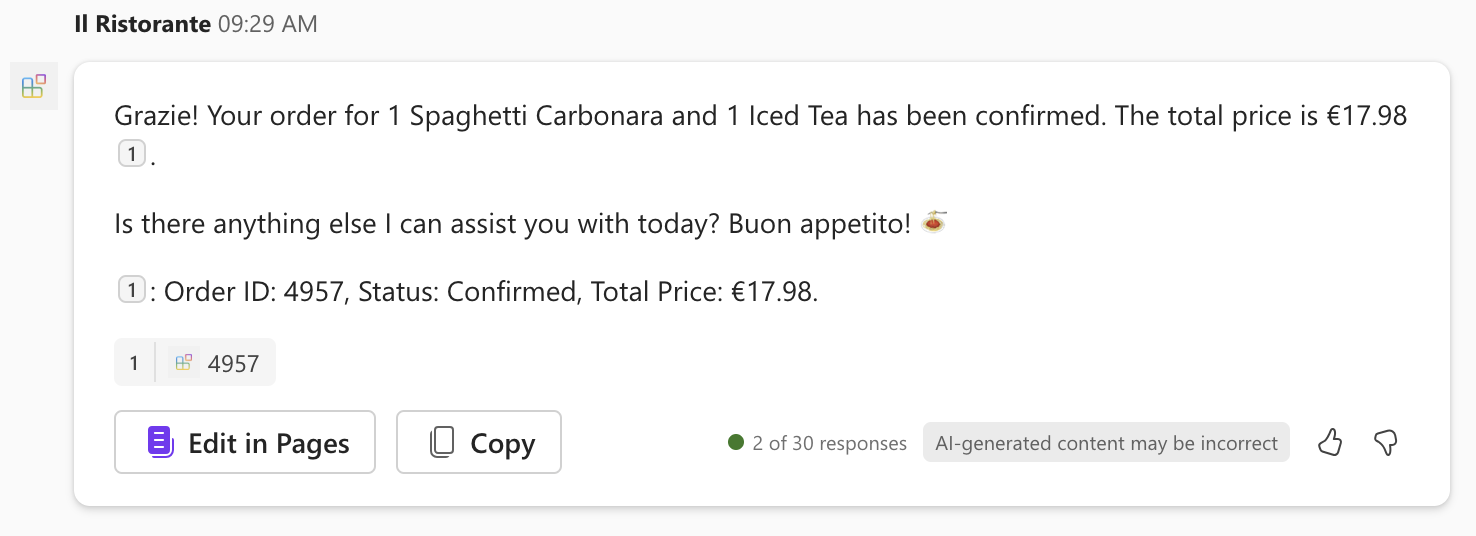 Il Ristorante 09:29 AM
Grazie! Your order for 1 Spaghetti Carbonara and 1 Iced Tea has been confirmed. The total price is €17.98
1 .
Is there anything else I can assist you with today? Buon appetito! 🍝
1 : Order ID: 4957, Status: Confirmed, Total Price: €17.98.
1 4957
Edit in Pages Copy 2 of 30 responses AI-generated content may be incorrect